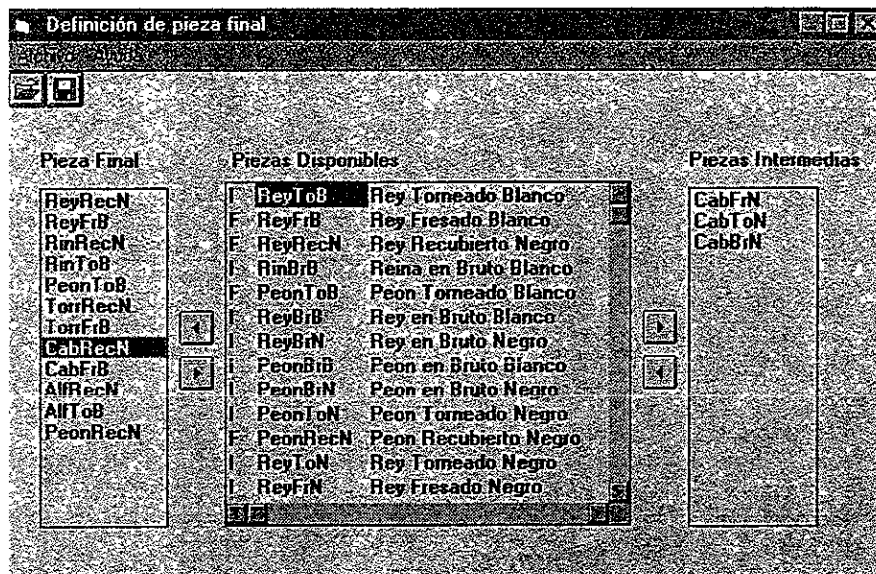 Definición de pieza final
Archivo Ayuda
Pieza Final
ReyRecN
ReyFrB
RinRecN
RinToB
PeonToB
TorrRecN
TorrFrB
CabRecN
CabFrB
AlfRecN
AlfToB
PeonRecN
Piezas Disponibles
I ReyToB Rey Torneado Blanco
F ReyFrB Rey Fresado Blanco
F ReyRecN Rey Recubierto Negro
I RinBrB Reina en Bruto Blanco
F PeonToB Peon Torneado Blanco
I ReyBrB Rey en Bruto Blanco
I ReyBrN Rey en Bruto Negro
I PeonBrB Peon en Bruto Blanco
I PeonBrN Peon en Bruto Negro
I PeonToN Peon Torneado Negro
F PeonRecN Peon Recubierto Negro
I ReyToN Rey Torneado Negro
I ReyFrN Rey Fresado Negro
Piezas Intermedias
CabFrN
CabToN
CabBrN